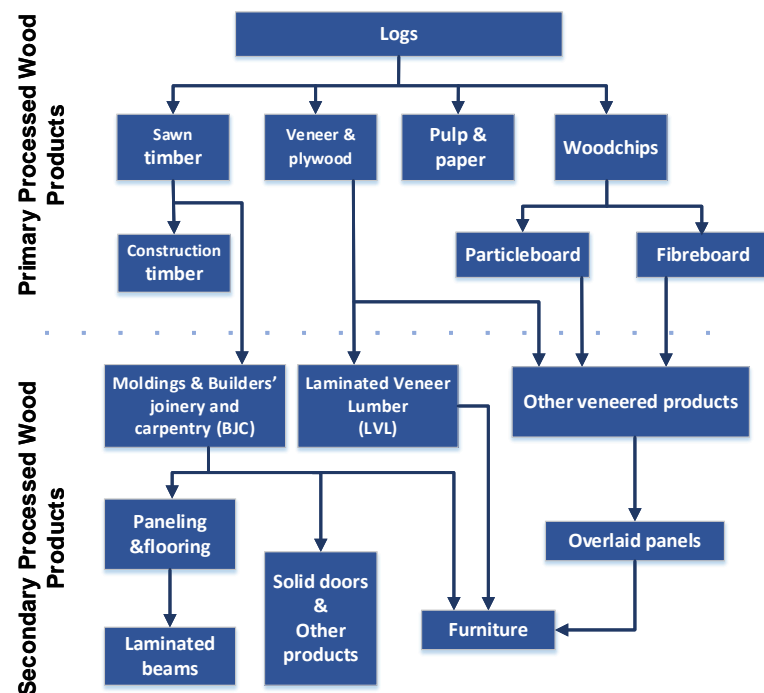 Primary Processed Wood
Products
Logs
Sawn
timber
Veneer &
plywood
Pulp &
paper
Woodchips
Construction
timber
Particleboard
Fibreboard
Secondary Processed Wood
Products
Moldings & Builders’
joinery and
carpentry (BJC)
Laminated Veneer
Lumber
(LVL)
Other veneered products
Paneling
&flooring
Solid doors
&
Other
products
Overlaid panels
Laminated
beams
Furniture